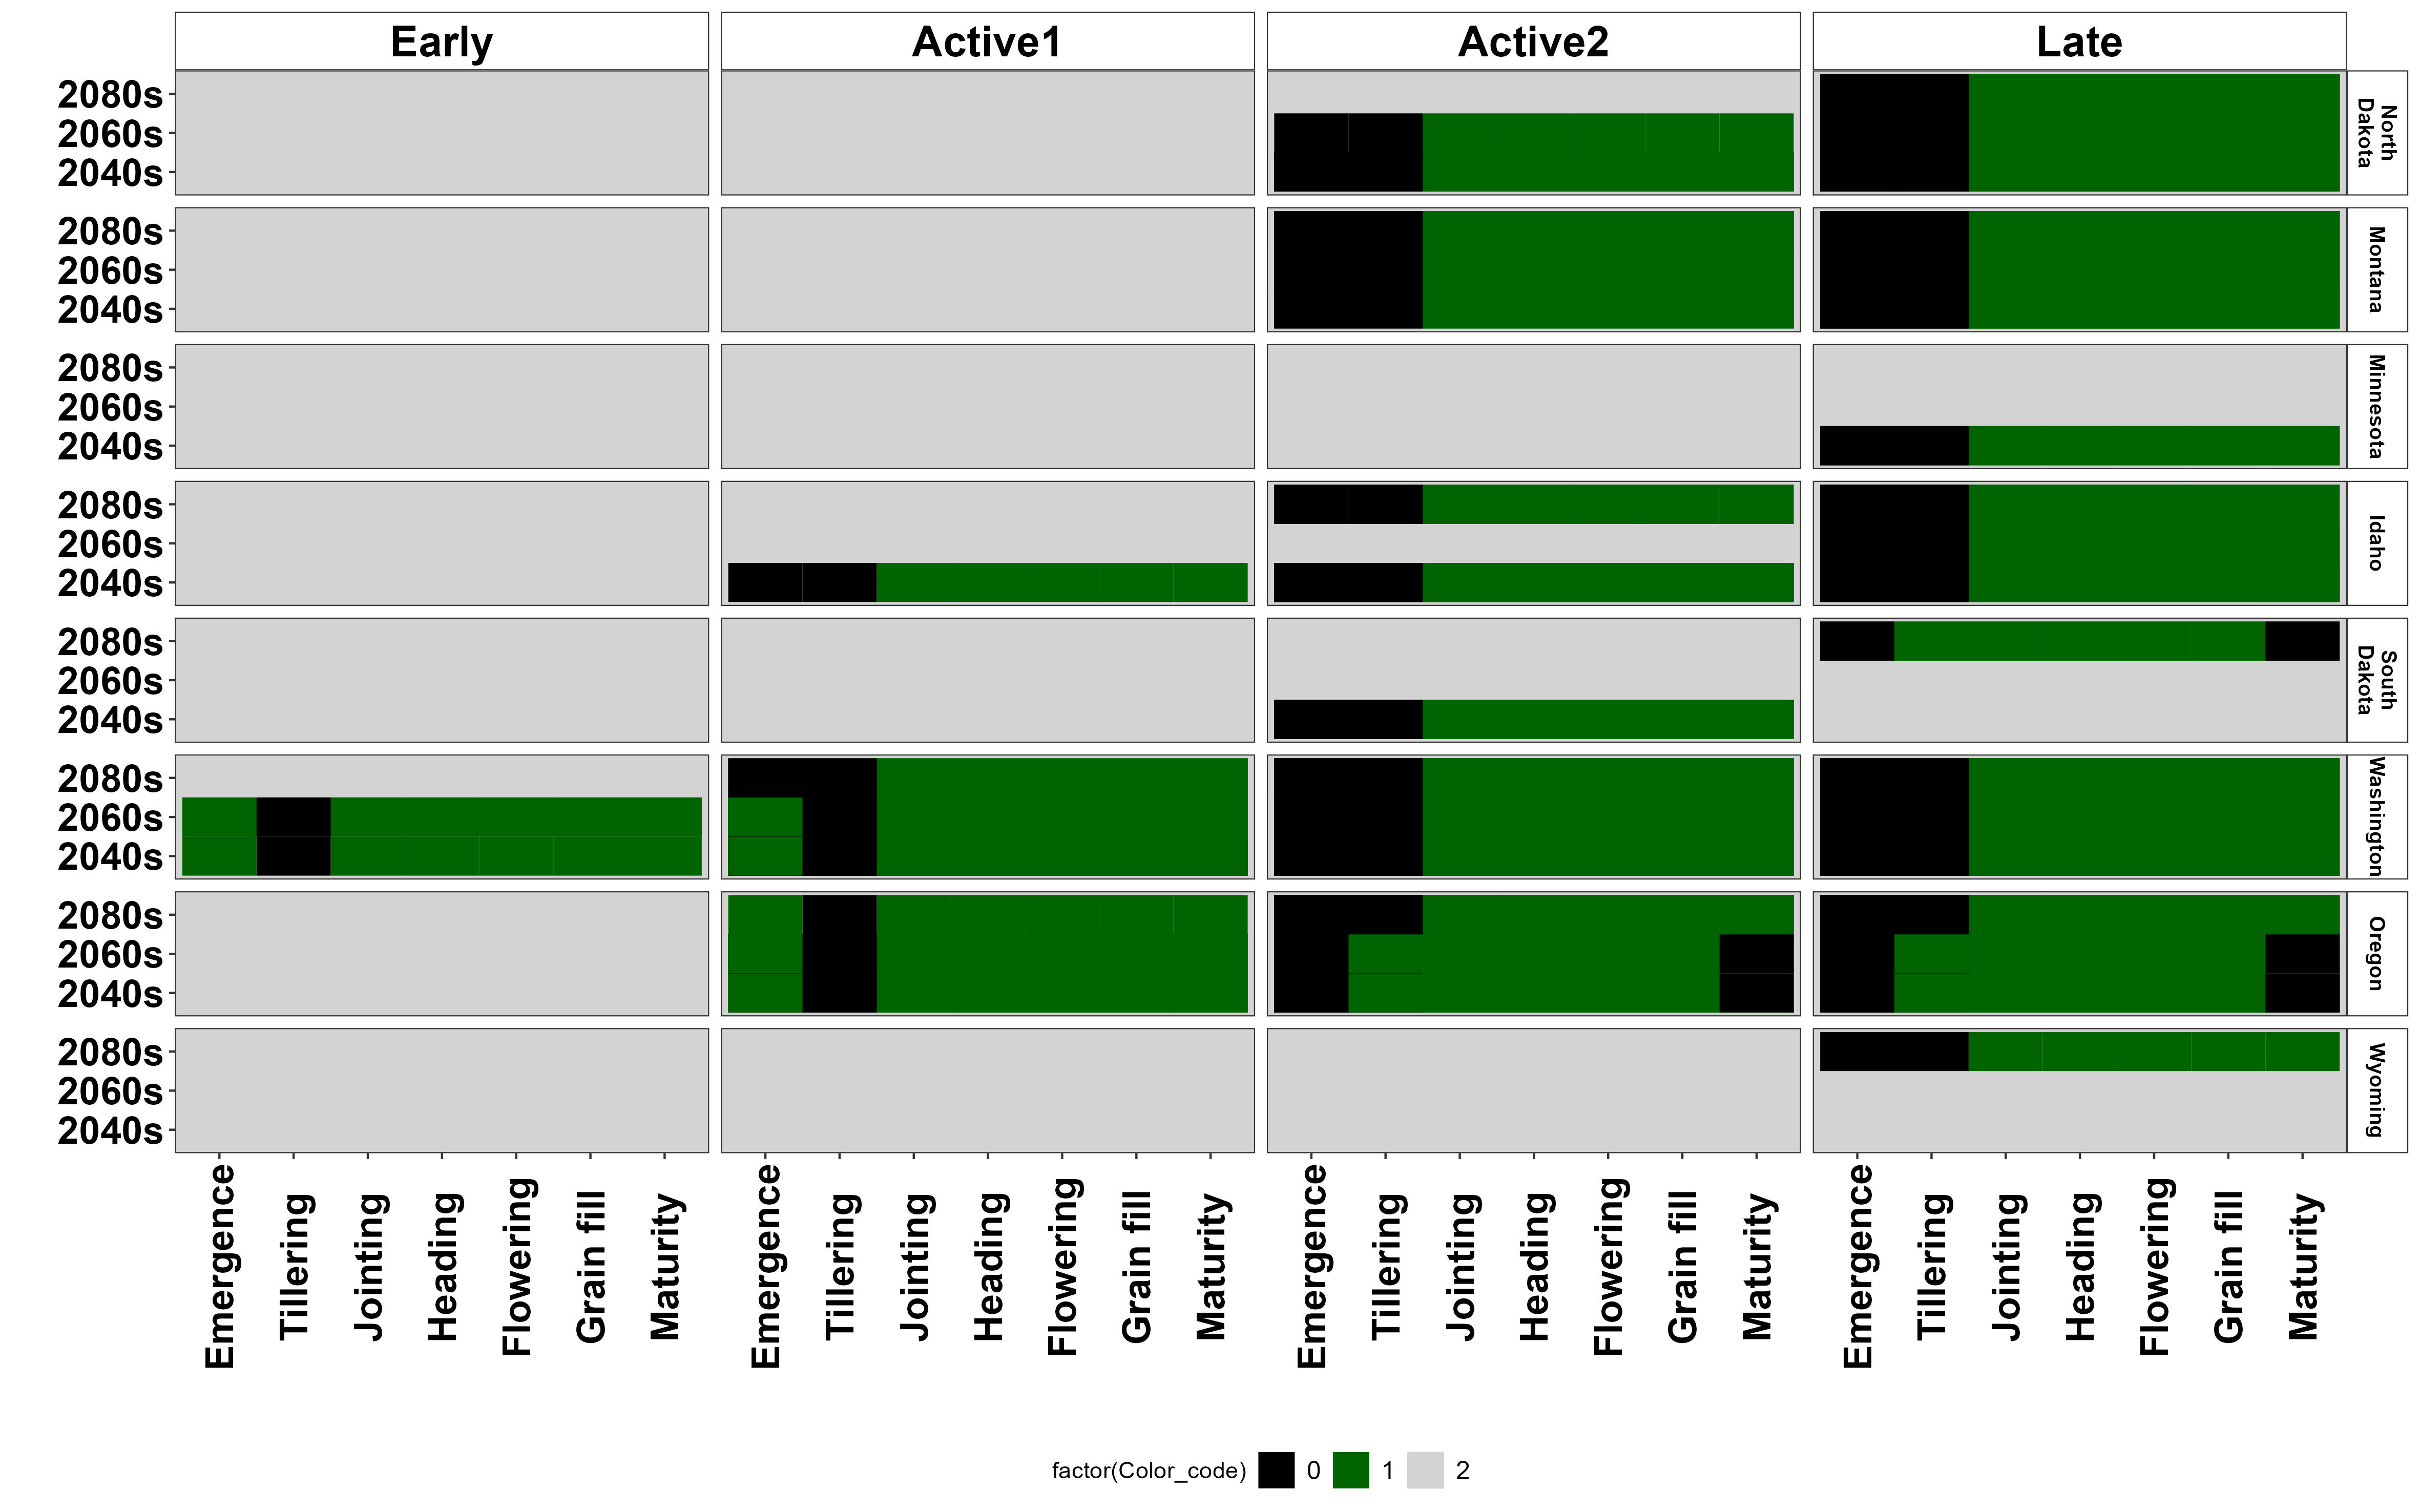 Early Active1 Active2 Late
2080s
2060s
2040s
North
Dakota
2080s
2060s
2040s
Montana
2080s
2060s
2040s
Minnesota
2080s
2060s
2040s
Idaho
2080s
2060s
2040s
South
Dakota
2080s
2060s
2040s
Washington
2080s
2060s
2040s
Oregon
2080s
2060s
2040s
Wyoming
Emergence
Tillering
Jointing
Heading
Flowering
Grain fill
Maturity
Emergence
Tillering
Jointing
Heading
Flowering
Grain fill
Maturity
Emergence
Tillering
Jointing
Heading
Flowering
Grain fill
Maturity
Emergence
Tillering
Jointing
Heading
Flowering
Grain fill
Maturity
factor(Color_code) 0 1 2